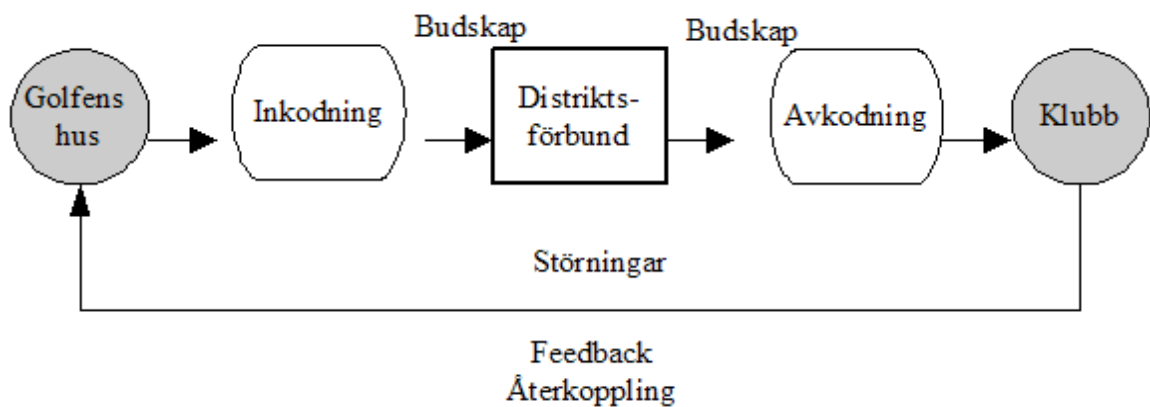 Budskap
Budskap
Golfens
hus
Inkodning
Distrikts-
förbund
Avkodning
Klubb
Störningar
Feedback
Återkoppling